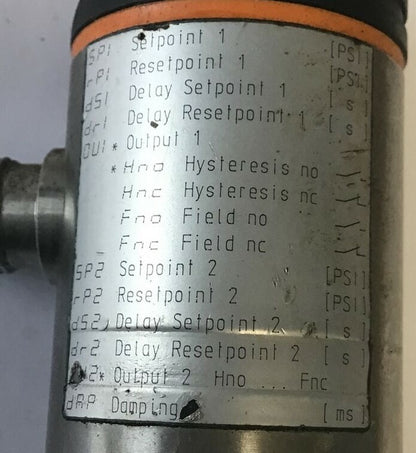 SP1 Setpoint 1 [PSI]
rP1 Resetpoint 1 [PSI]
dS1 Delay Setpoint 1 [s]
dr1 Delay Resetpoint 1 [s]
OU1* Output 1
*Hno Hysteresis no
Hnc Hysteresis nc
Fno Field no
Fnc Field nc
SP2 Setpoint 2 [PSI]
rP2 Resetpoint 2 [PSI]
dS2 Delay Setpoint 2 [s]
dr2 Delay Resetpoint 2 [s]
Output 2 Hno ... Fnc
dAP Damping [ms]